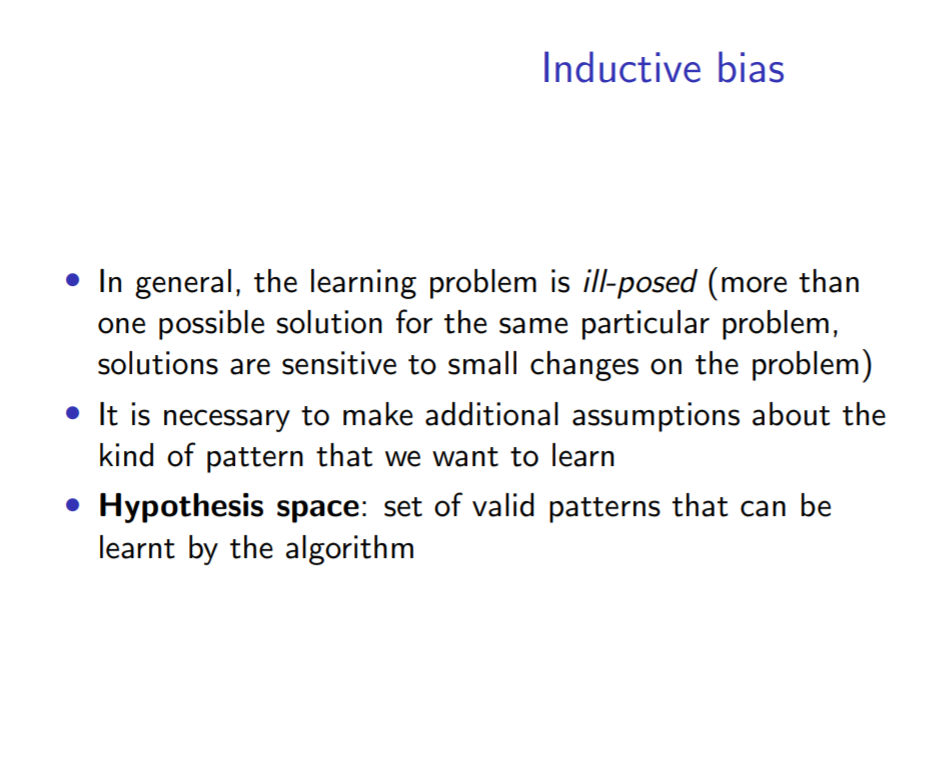 Inductive bias
• In general, the learning problem is ill-posed (more than
one possible solution for the same particular problem,
solutions are sensitive to small changes on the problem)
• It is necessary to make additional assumptions about the
kind of pattern that we want to learn
• Hypothesis space: set of valid patterns that can be
learnt by the algorithm